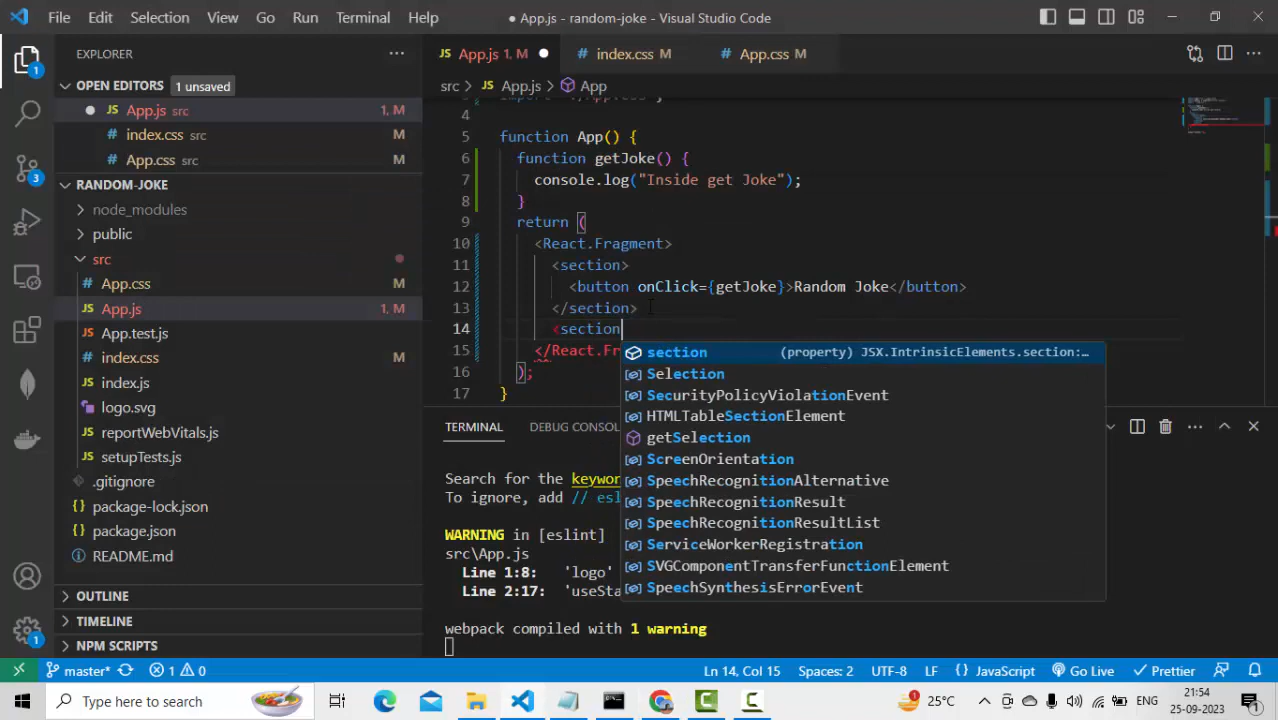 File Edit Selection View Go Run Terminal Help
● App.js - random-joke - Visual Studio Code
EXPLORER
OPEN EDITORS 1 unsaved
App.js src 1, M
index.css src M
App.css src M
RANDOM-JOKE
node_modules
public
src
App.css M
App.js 1, M
App.test.js
index.css M
index.js
logo.svg
reportWebVitals.js
setupTests.js
.gitignore
package-lock.json
package.json
README.md
OUTLINE
TIMELINE
NPM SCRIPTS
App.js 1, M index.css M App.css M
src > App.js > App
4
5 function App() {
6 function getJoke() {
7 console.log("Inside get Joke");
8 }
9 return (
10 <React.Fragment>
11 <section>
12 <button onClick={getJoke}>Random Joke</button>
13 </section>
14 <section
15 </React.Fr
16 );
17 }
section (property) JSX.IntrinsicElements.section:...
Selection
SecurityPolicyViolationEvent
HTMLTableSectionElement
getSelection
ScreenOrientation
SpeechRecognitionAlternative
SpeechRecognitionResult
SpeechRecognitionResultList
ServiceWorkerRegistration
SVGComponentTransferFunctionElement
SpeechSynthesisErrorEvent
TERMINAL DEBUG CONSOL
Search for the keywor
To ignore, add // esl
WARNING in [eslint]
src\App.js
Line 1:8: 'logo'
Line 2:17: 'useSta
webpack compiled with 1 warning
master* 1 0 Ln 14, Col 15 Spaces: 2 UTF-8 LF {} JavaScript Go Live Prettier
Type here to search 25°C ENG 21:54
25-09-2023